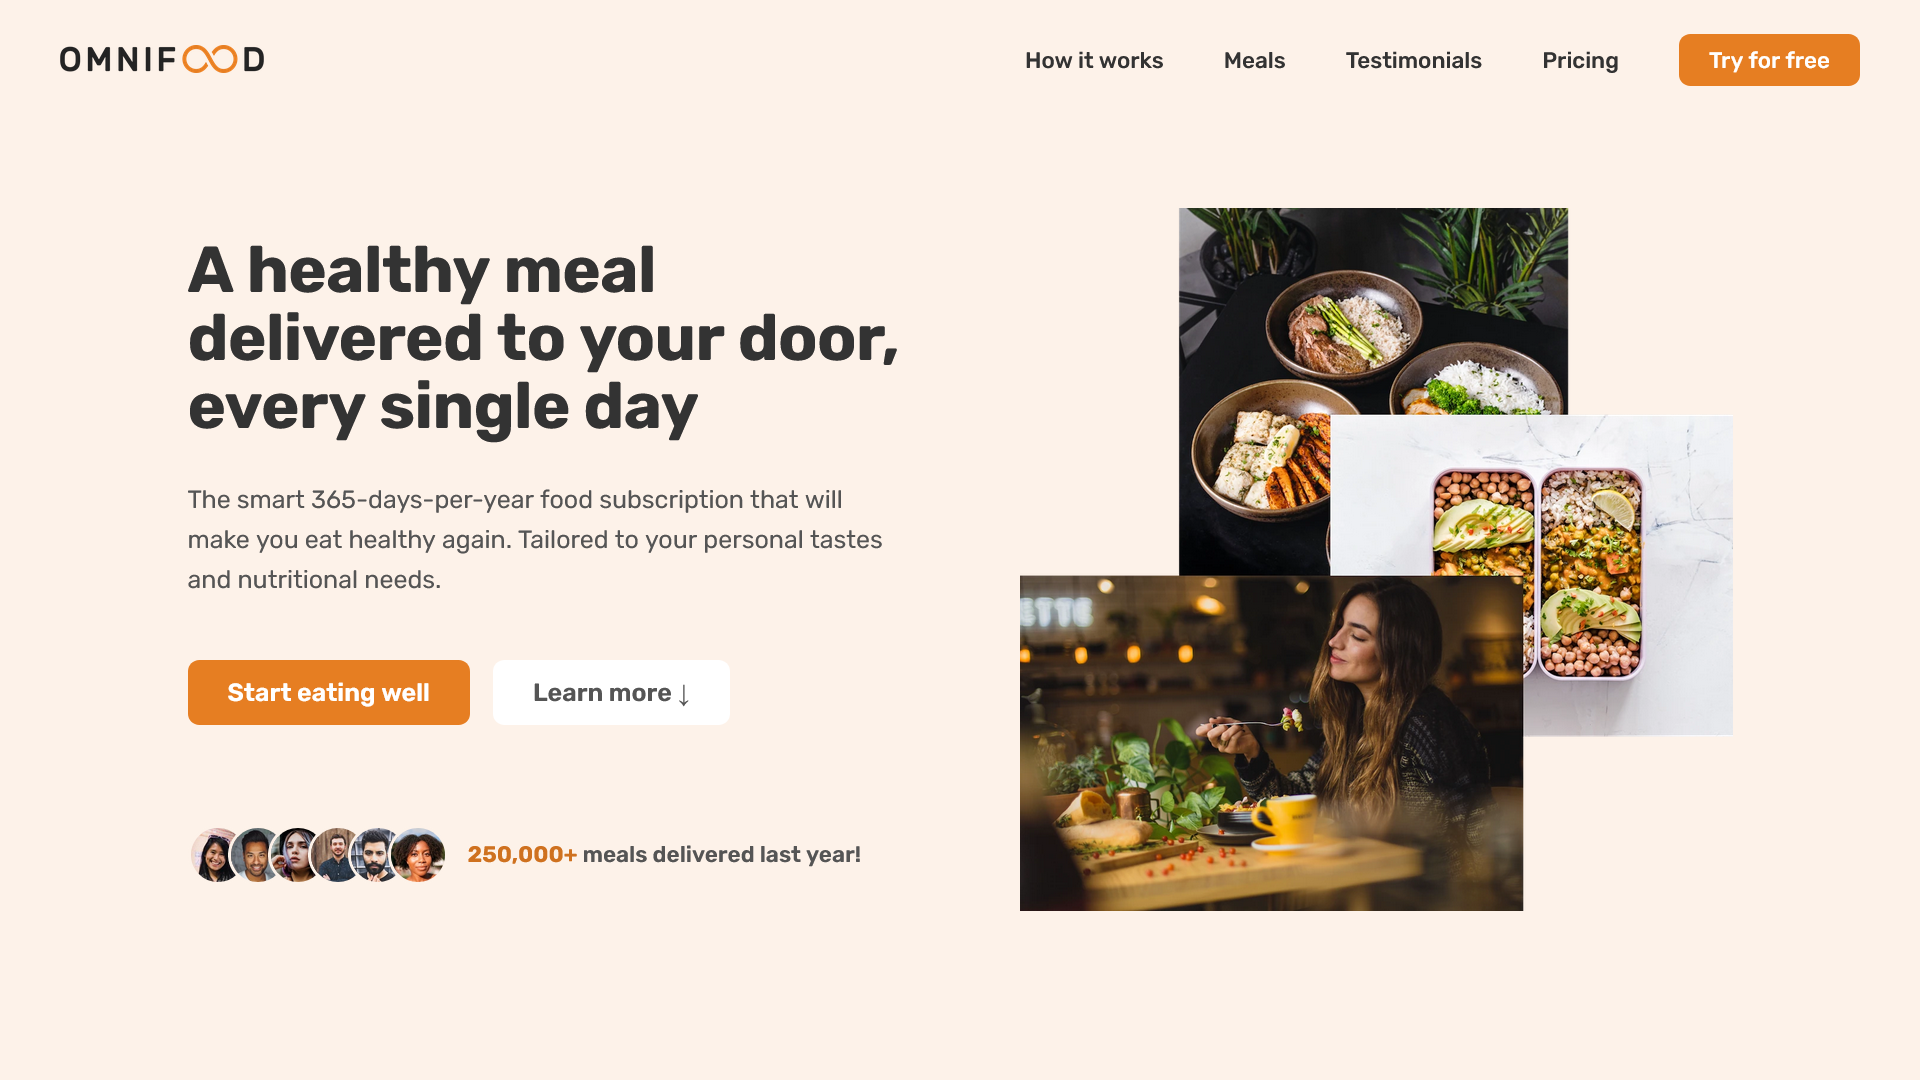 OMNIFOOD
How it works
Meals
Testimonials
Pricing
Try for free
A healthy meal
delivered to your door,
every single day
The smart 365-days-per-year food subscription that will
make you eat healthy again. Tailored to your personal tastes
and nutritional needs.
Start eating well
Learn more ↓
250,000+ meals delivered last year!
ETTE